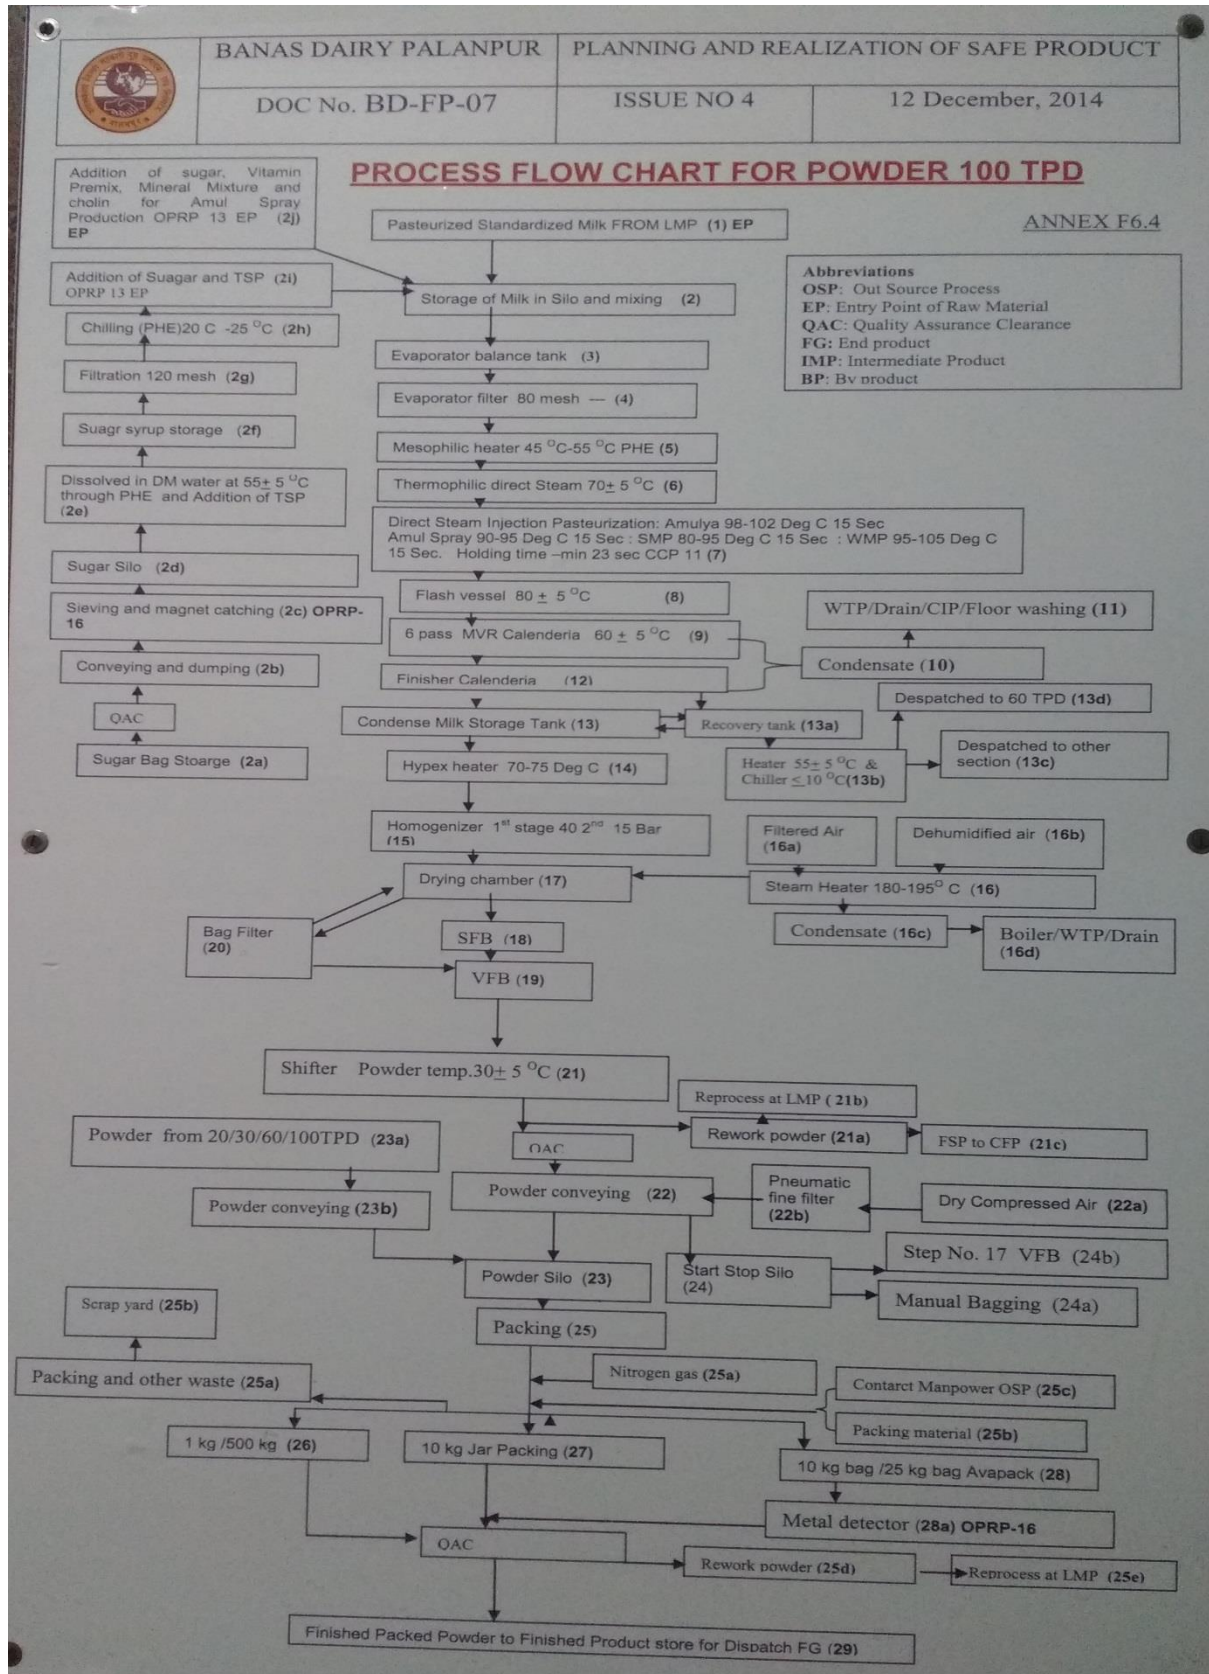 BANAS DAIRY PALANPUR
PLANNING AND REALIZATION OF SAFE PRODUCT
DOC No. BD-FP-07
ISSUE NO 4
12 December, 2014
PROCESS FLOW CHART FOR POWDER 100 TPD
ANNEX F6.4
Addition of sugar, Vitamin
Premix, Mineral Mixture and
cholin for Amul Spray
Production OPRP 13 EP (2j)
EP
Pasteurized Standardized Milk FROM LMP (1) EP
Abbreviations
OSP: Out Source Process
EP: Entry Point of Raw Material
QAC: Quality Assurance Clearance
FG: End product
IMP: Intermediate Product
BP: By product
Addition of Suagar and TSP (2i)
OPRP 13 EP
Storage of Milk in Silo and mixing (2)
Chilling (PHE)20 C -25 °C (2h)
Evaporator balance tank (3)
Filtration 120 mesh (2g)
Evaporator filter 80 mesh — (4)
Suagr syrup storage (2f)
Mesophilic heater 45 °C-55 °C PHE (5)
Dissolved in DM water at 55± 5 °C
through PHE and Addition of TSP
(2e)
Thermophilic direct Steam 70± 5 °C (6)
Direct Steam Injection Pasteurization: Amulya 98-102 Deg C 15 Sec
Amul Spray 90-95 Deg C 15 Sec : SMP 80-95 Deg C 15 Sec : WMP 95-105 Deg C
15 Sec. Holding time –min 23 sec CCP 11 (7)
Sugar Silo (2d)
Flash vessel 80 ± 5 °C (8)
Sieving and magnet catching (2c) OPRP-
16
WTP/Drain/CIP/Floor washing (11)
6 pass MVR Calenderia 60 ± 5 °C (9)
Conveying and dumping (2b)
Condensate (10)
Finisher Calenderia (12)
Despatched to 60 TPD (13d)
QAC
Condense Milk Storage Tank (13)
Recovery tank (13a)
Sugar Bag Stoarge (2a)
Hypex heater 70-75 Deg C (14)
Heater 55± 5 °C &
Chiller ≤10 °C(13b)
Despatched to other
section (13c)
Homogenizer 1st stage 40 2nd 15 Bar
(15)
Filtered Air
(16a)
Dehumidified air (16b)
Drying chamber (17)
Steam Heater 180-195° C (16)
Bag Filter
(20)
SFB (18)
Condensate (16c)
Boiler/WTP/Drain
(16d)
VFB (19)
Shifter Powder temp.30± 5 °C (21)
Reprocess at LMP ( 21b)
Powder from 20/30/60/100TPD (23a)
QAC
Rework powder (21a)
FSP to CFP (21c)
Powder conveying (23b)
Powder conveying (22)
Pneumatic
fine filter
(22b)
Dry Compressed Air (22a)
Powder Silo (23)
Start Stop Silo
(24)
Step No. 17 VFB (24b)
Manual Bagging (24a)
Scrap yard (25b)
Packing (25)
Packing and other waste (25a)
Nitrogen gas (25a)
Contarct Manpower OSP (25c)
Packing material (25b)
1 kg /500 kg (26)
10 kg Jar Packing (27)
10 kg bag /25 kg bag Avapack (28)
Metal detector (28a) OPRP-16
QAC
Rework powder (25d)
Reprocess at LMP (25e)
Finished Packed Powder to Finished Product store for Dispatch FG (29)